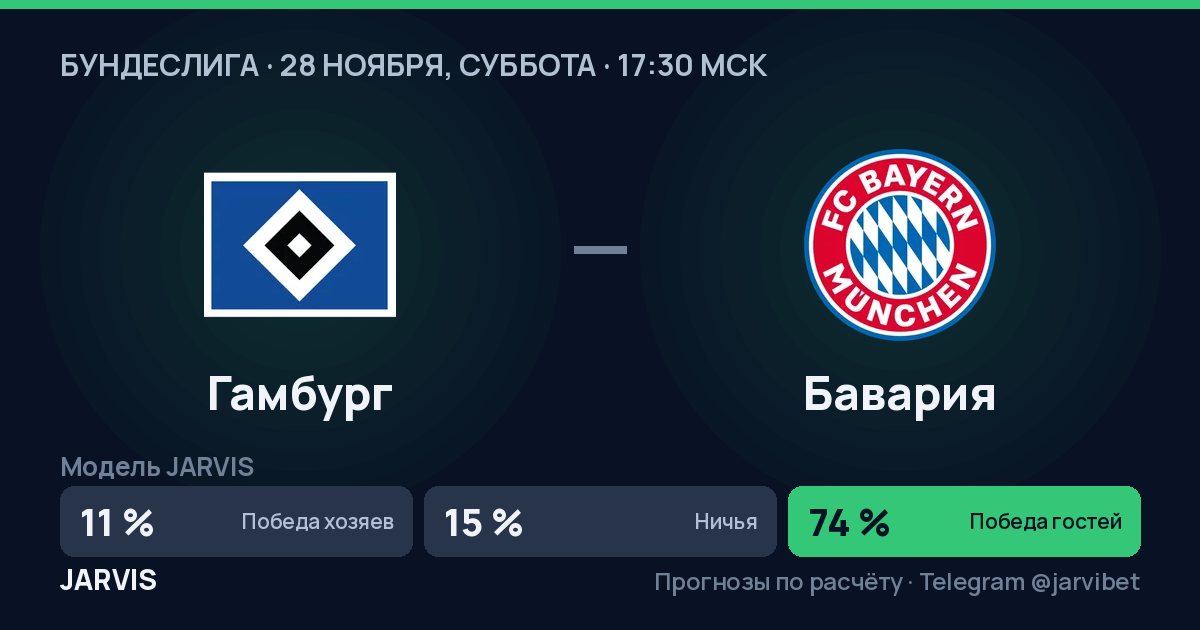 БУНДЕСЛИГА · 28 НОЯБРЯ, СУББОТА · 17:30 МСК
FC BAYERN
MÜNCHEN
—
Гамбург
Бавария
Модель JARVIS
11 % Победа хозяев
15 % Ничья
74 % Победа гостей
JARVIS
Прогнозы по расчёту · Telegram @jarvibet